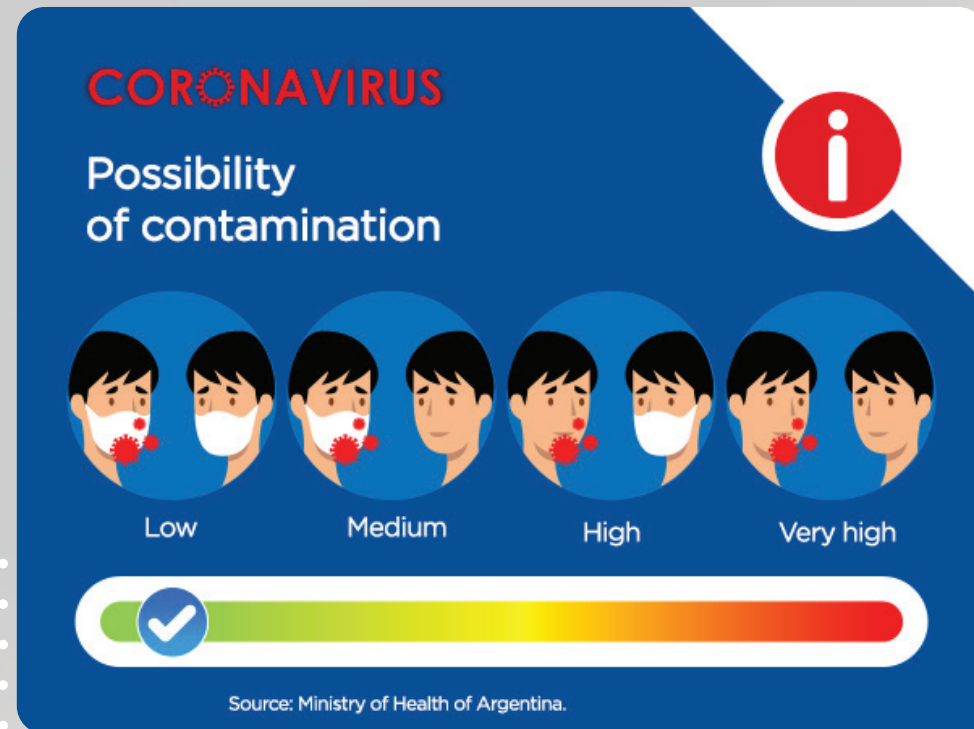 CORONAVIRUS
i
Possibility
of contamination
Low
Medium
High
Very high
Source: Ministry of Health of Argentina.